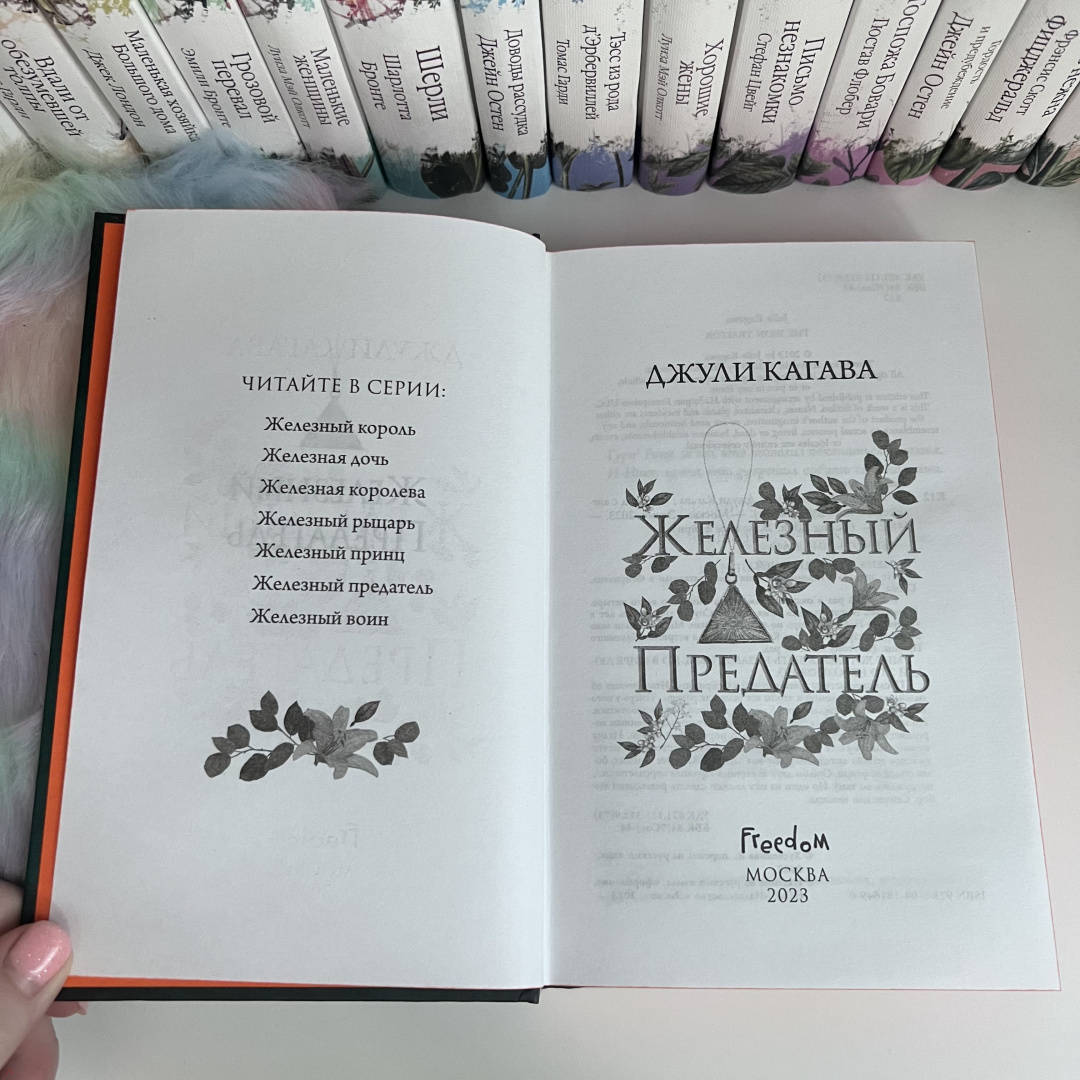 Вдали от
обезумевшей
толпы
Маленькая хозяйка
Большого дома
Джек Лондон
Грозовой
перевал
Эмили Бронте
Маленькие
женщины
Луиза Мэй Олкотт
Шерли
Шарлотта
Бронте
Доводы рассудка
Джейн Остен
Тэсс из рода
д'Эрбервиллей
Томас Гарди
Хорошие
жены
Луиза Мэй Олкотт
Письмо
незнакомки
Стефан Цвейг
Госпожа Бовари
Гюстав Флобер
Гордость
и предубеждение
Джейн Остен
Фрэнсис Скотт
Фицджеральд
ЧИТАЙТЕ В СЕРИИ:
Железный король
Железная дочь
Железная королева
Железный рыцарь
Железный принц
Железный предатель
Железный воин
ДЖУЛИ КАГАВА
ЖЕЛЕЗНЫЙ
ПРЕДАТЕЛЬ
Freedom
МОСКВА
2023